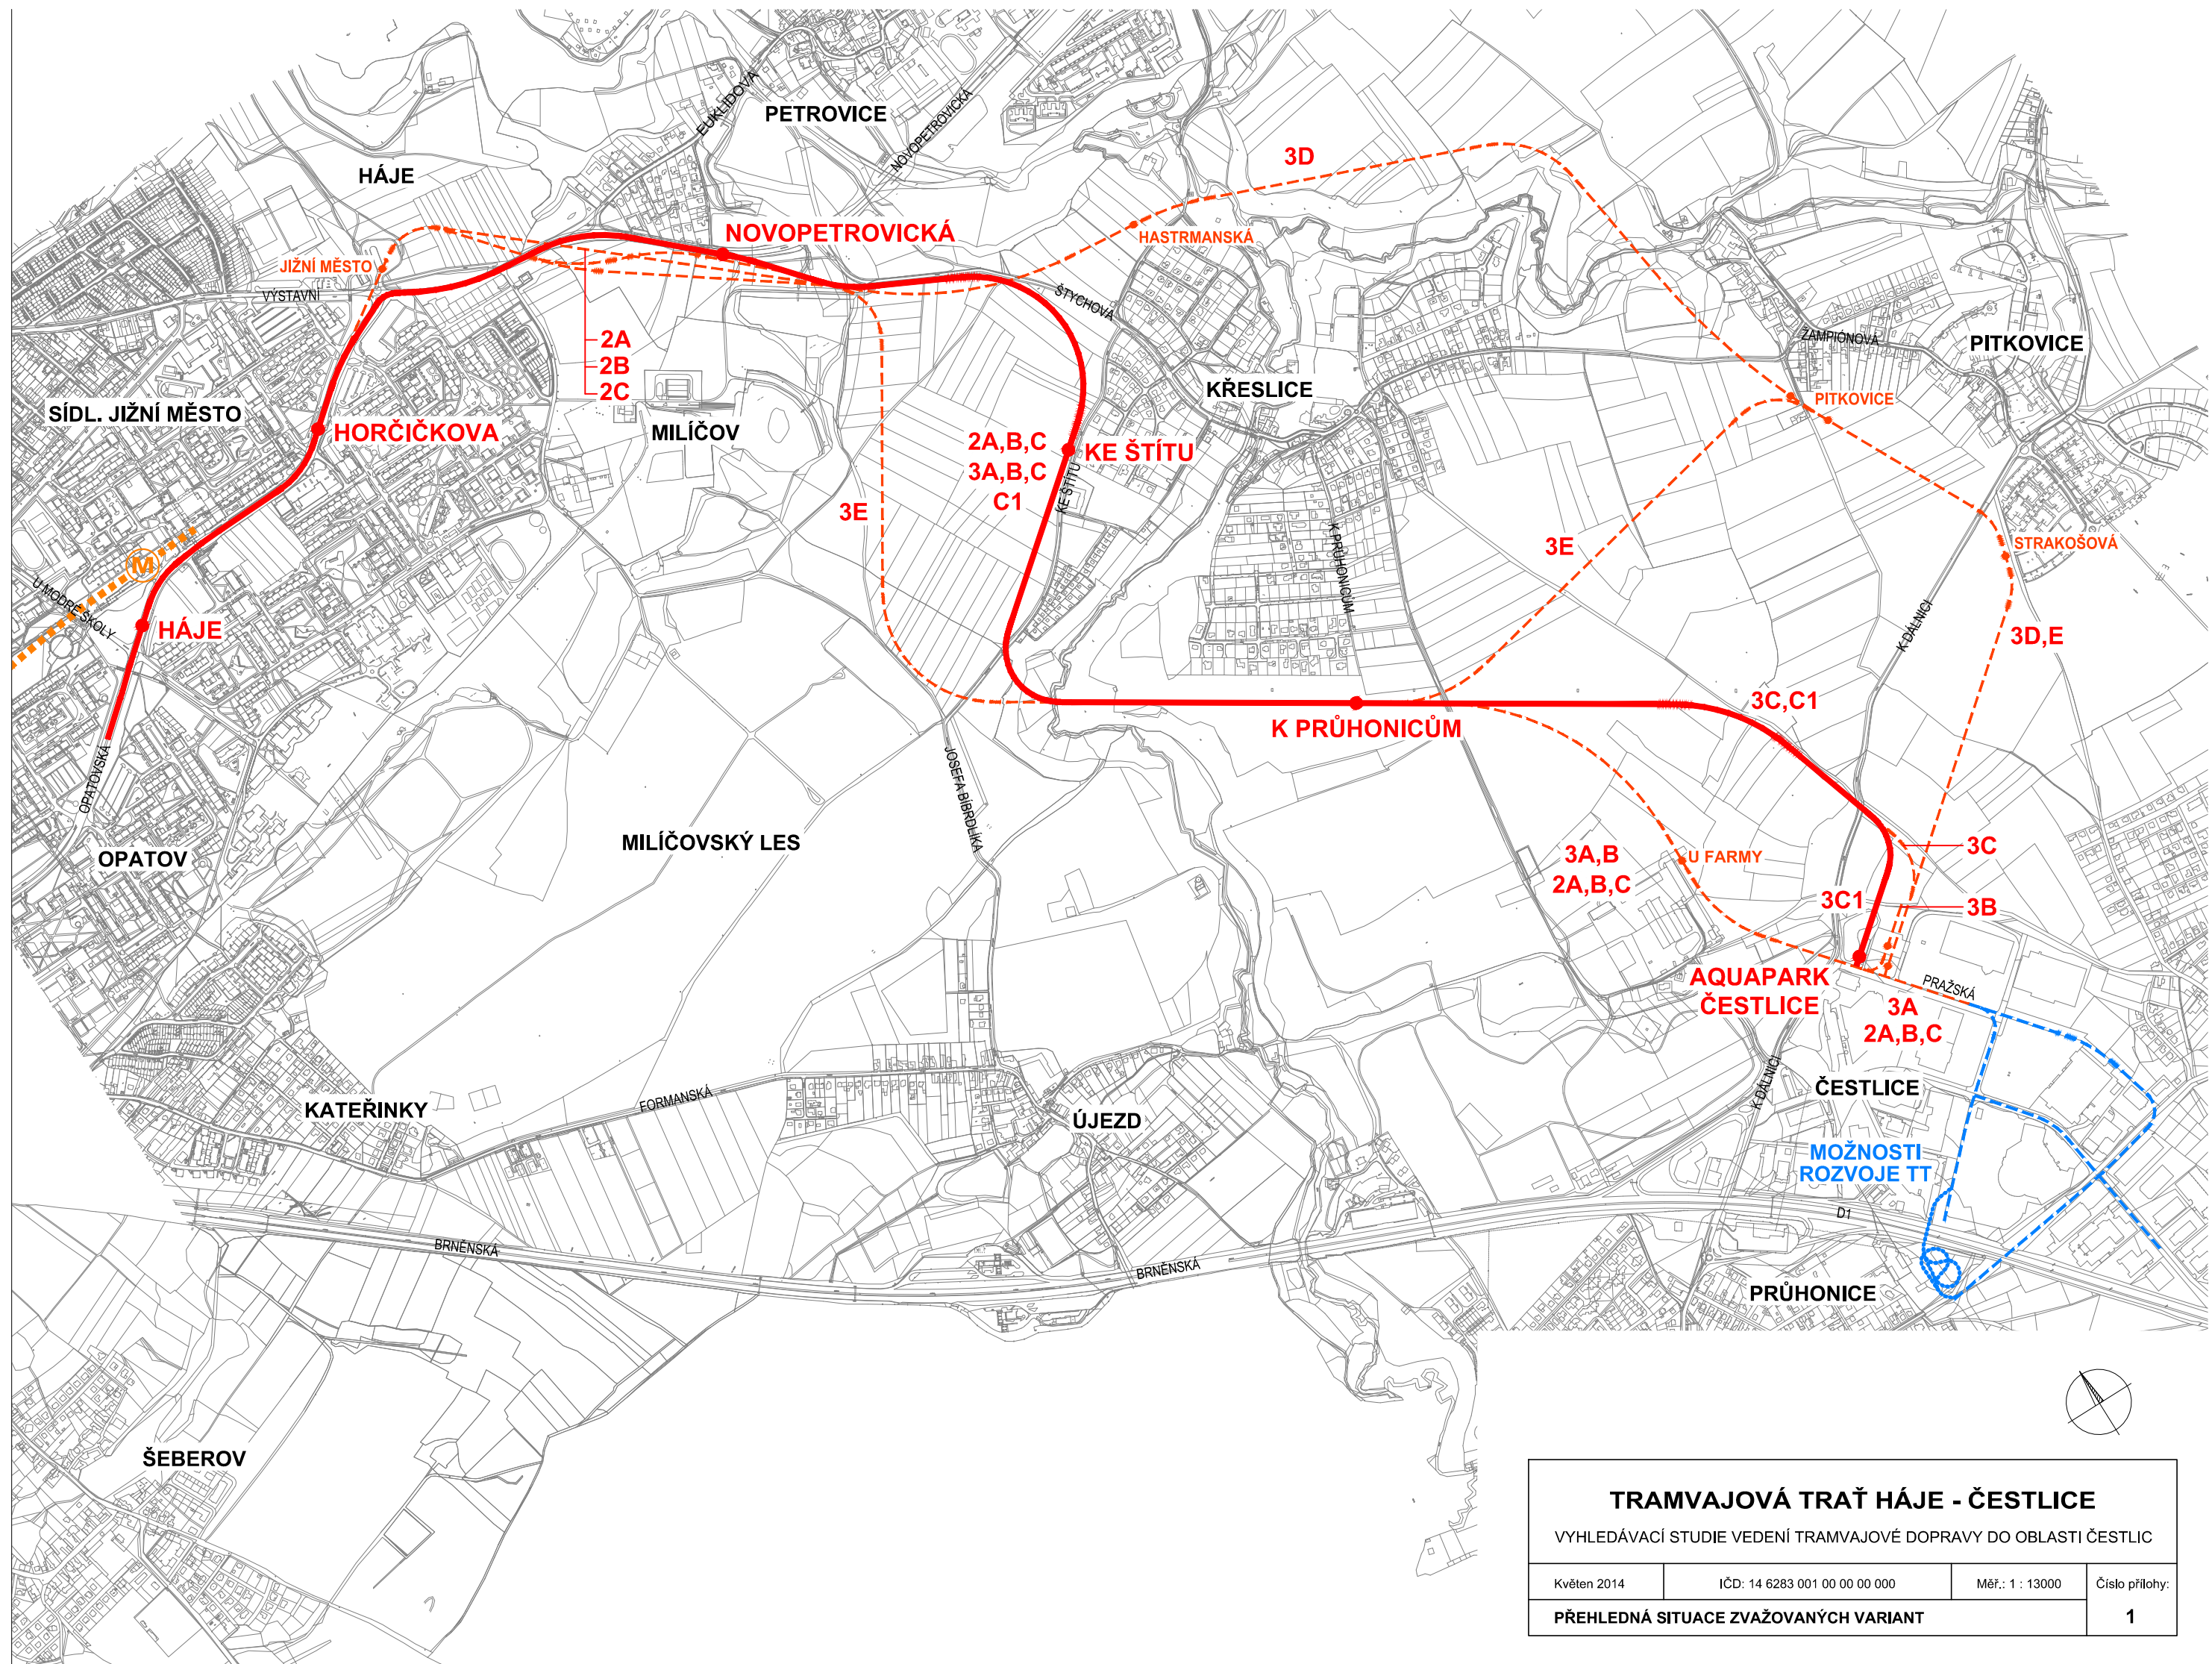 EUKLIDOVA
PETROVICE
NOVOPETROVICKÁ
HÁJE
3D
NOVOPETROVICKÁ
HASTRMANSKÁ
JIŽNÍ MĚSTO
VÝSTAVNÍ
ŠTYCHOVA
2A
2B
2C
ŽAMPIÓNOVÁ
PITKOVICE
KŘESLICE
PITKOVICE
SÍDL. JIŽNÍ MĚSTO
HORČIČKOVA
MILÍČOV
2A,B,C
3A,B,C
C1
KE ŠTÍTU
KE ŠTÍTU
3E
3E
K PRŮHONICŮM
STRAKOŠOVÁ
M
U MODRÉ ŠKOLY
HÁJE
K DÁLNICI
3D,E
3C,C1
K PRŮHONICŮM
OPATOVSKÁ
JOSEFA BÍBRDLÍKA
MILÍČOVSKÝ LES
OPATOV
3A,B
2A,B,C
U FARMY
3C
3C1
3B
AQUAPARK
ČESTLICE
PRAŽSKÁ
3A
2A,B,C
K DÁLNICI
ČESTLICE
KATEŘINKY
FORMANSKÁ
ÚJEZD
MOŽNOSTI
ROZVOJE TT
D1
BRNĚNSKÁ
BRNĚNSKÁ
PRŮHONICE
ŠEBEROV
TRAMVAJOVÁ TRAŤ HÁJE - ČESTLICE
VYHLEDÁVACÍ STUDIE VEDENÍ TRAMVAJOVÉ DOPRAVY DO OBLASTI ČESTLIC
Květen 2014
IČD: 14 6283 001 00 00 00 000
Měř.: 1 : 13000
Číslo přílohy:
PŘEHLEDNÁ SITUACE ZVAŽOVANÝCH VARIANT
1